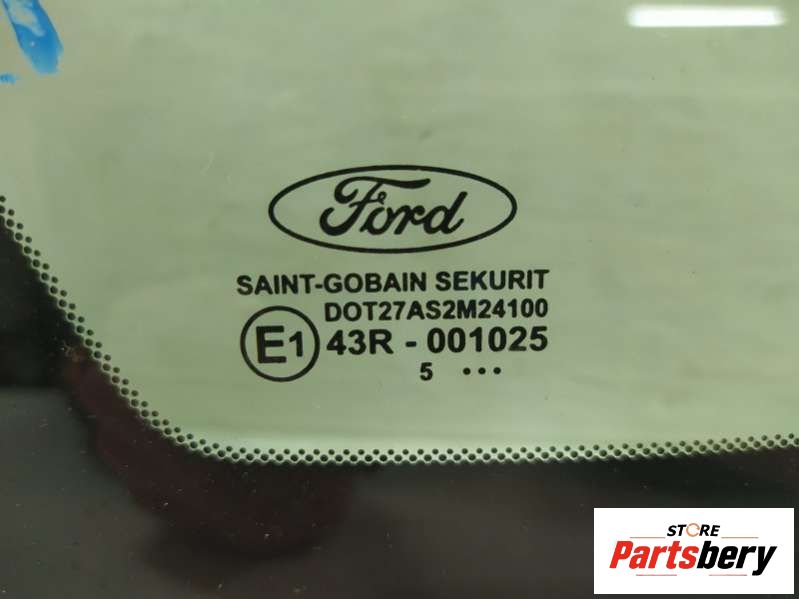 Ford
SAINT-GOBAIN SEKURIT
DOT27AS2M24100
E1 43R - 001025
5 •••
STORE
Partsbery